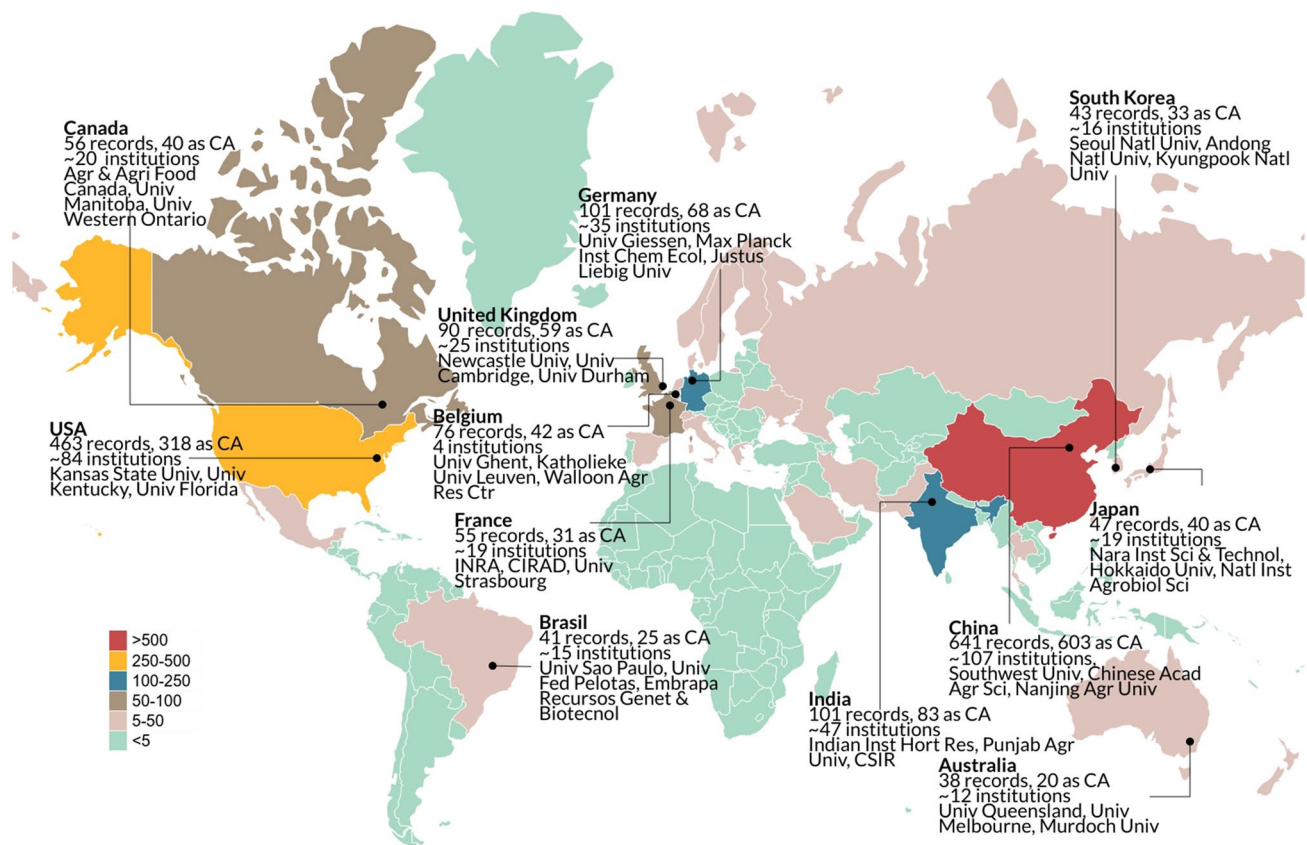 Canada
56 records, 40 as CA
~20 institutions
Agr & Agri Food
Canada, Univ
Manitoba, Univ
Western Ontario
South Korea
43 records, 33 as CA
~16 institutions
Seoul Natl Univ, Andong
Natl Univ, Kyungpook Natl
Univ
Germany
101 records, 68 as CA
~35 institutions
Univ Giessen, Max Planck
Inst Chem Ecol, Justus
Liebig Univ
United Kingdom
90 records, 59 as CA
~25 institutions
Newcastle Univ, Univ
Cambridge, Univ Durham
USA
463 records, 318 as CA
~84 institutions
Kansas State Univ, Univ
Kentucky, Univ Florida
Belgium
76 records, 42 as CA
4 institutions
Univ Ghent, Katholieke
Univ Leuven, Walloon Agr
Res Ctr
France
55 records, 31 as CA
~19 institutions
INRA, CIRAD, Univ
Strasbourg
Japan
47 records, 40 as CA
~19 institutions
Nara Inst Sci & Technol,
Hokkaido Univ, Natl Inst
Agrobiol Sci
Brasil
41 records, 25 as CA
~15 institutions
Univ Sao Paulo, Univ
Fed Pelotas, Embrapa
Recursos Genet &
Biotecnol
China
641 records, 603 as CA
~107 institutions,
Southwest Univ, Chinese Acad
Agr Sci, Nanjing Agr Univ
India
101 records, 83 as CA
~47 institutions
Indian Inst Hort Res, Punjab Agr
Univ, CSIR
Australia
38 records, 20 as CA
~12 institutions
Univ Queensland, Univ
Melbourne, Murdoch Univ
>500
250-500
100-250
50-100
5-50
<5